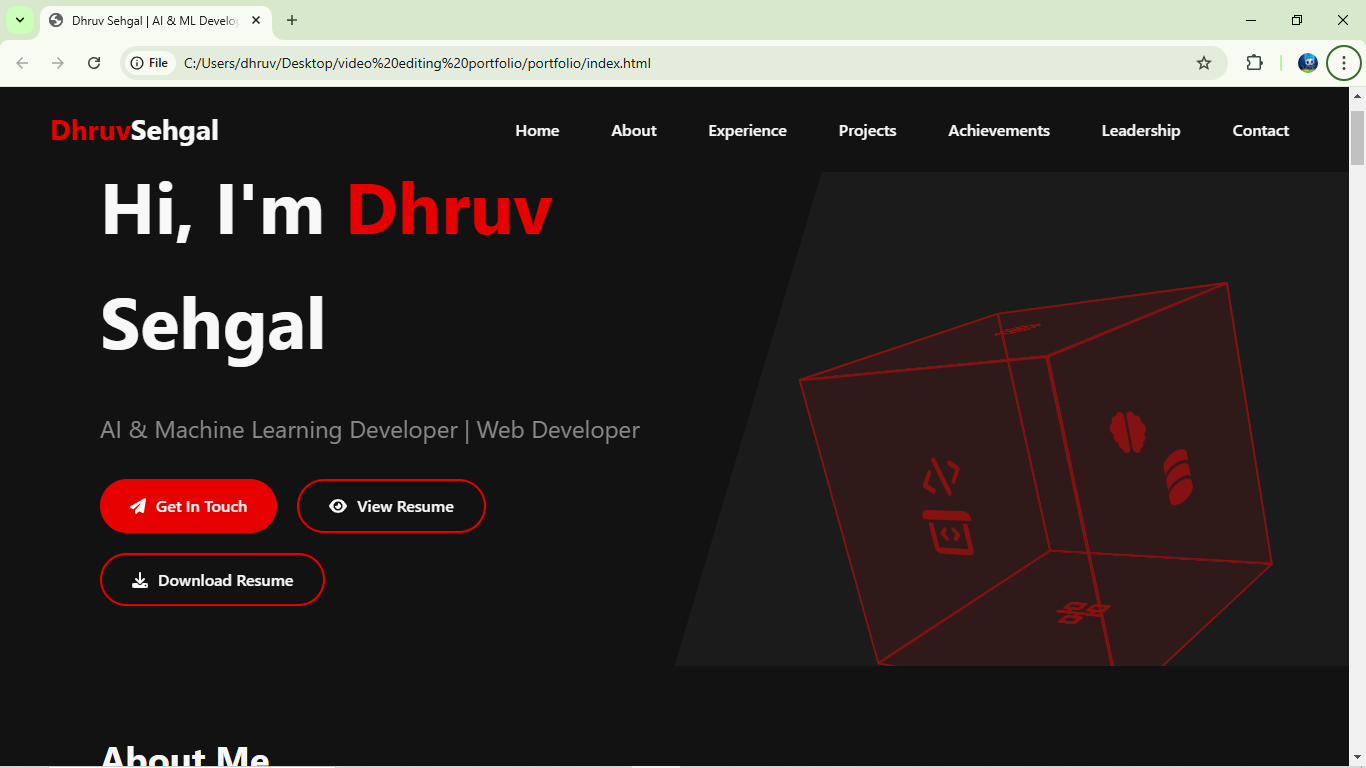 Dhruv Sehgal | AI & ML Develo
File
C:/Users/dhruv/Desktop/video%20editing%20portfolio/portfolio/index.html
DhruvSehgal
Home About Experience Projects Achievements Leadership Contact
Hi, I'm Dhruv
Sehgal
AI & Machine Learning Developer | Web Developer
Get In Touch View Resume
Download Resume
About Me